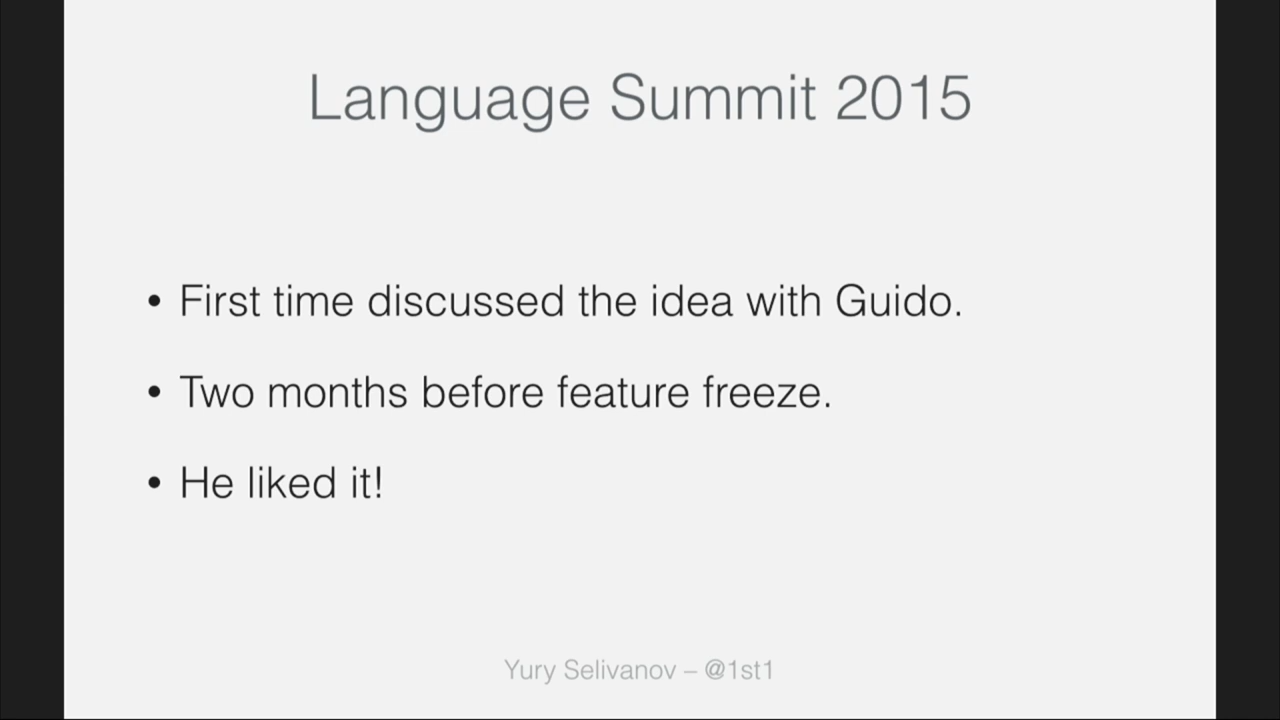 Language Summit 2015
• First time discussed the idea with Guido.
• Two months before feature freeze.
• He liked it!
Yury Selivanov – @1st1